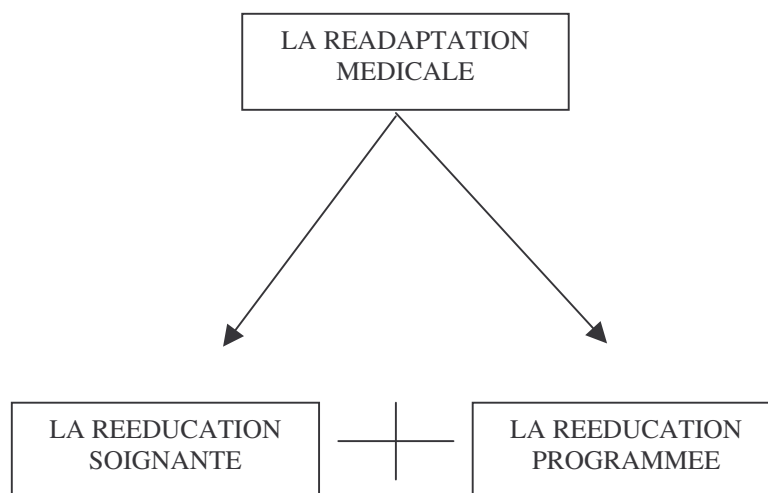 LA READAPTATION
MEDICALE
LA REEDUCATION
SOIGNANTE
LA REEDUCATION
PROGRAMMEE